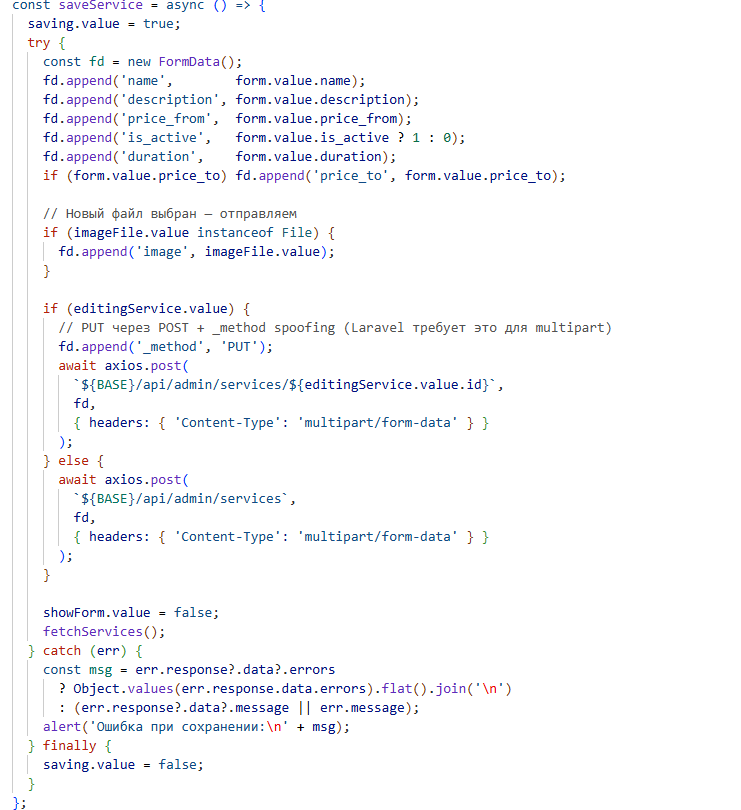 const saveService = async () => {
  saving.value = true;
  try {
    const fd = new FormData();
    fd.append('name',        form.value.name);
    fd.append('description', form.value.description);
    fd.append('price_from',  form.value.price_from);
    fd.append('is_active',   form.value.is_active ? 1 : 0);
    fd.append('duration',    form.value.duration);
    if (form.value.price_to) fd.append('price_to', form.value.price_to);

    // Новый файл выбран — отправляем
    if (imageFile.value instanceof File) {
      fd.append('image', imageFile.value);
    }

    if (editingService.value) {
      // PUT через POST + _method spoofing (Laravel требует это для multipart)
      fd.append('_method', 'PUT');
      await axios.post(
        `${BASE}/api/admin/services/${editingService.value.id}`,
        fd,
        { headers: { 'Content-Type': 'multipart/form-data' } }
      );
    } else {
      await axios.post(
        `${BASE}/api/admin/services`,
        fd,
        { headers: { 'Content-Type': 'multipart/form-data' } }
      );
    }

    showForm.value = false;
    fetchServices();
  } catch (err) {
    const msg = err.response?.data?.errors
      ? Object.values(err.response.data.errors).flat().join('\n')
      : (err.response?.data?.message || err.message);
    alert('Ошибка при сохранении:\n' + msg);
  } finally {
    saving.value = false;
  }
};